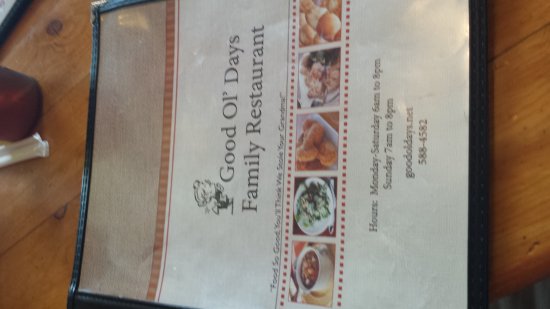 Good Ol' Days
Family Restaurant
"Food So Good, You'll Think We Stole Your Grandma!"
Hours: Monday-Saturday 6am to 8pm
Sunday 7am to 8pm
goodoldays.net
588-4582